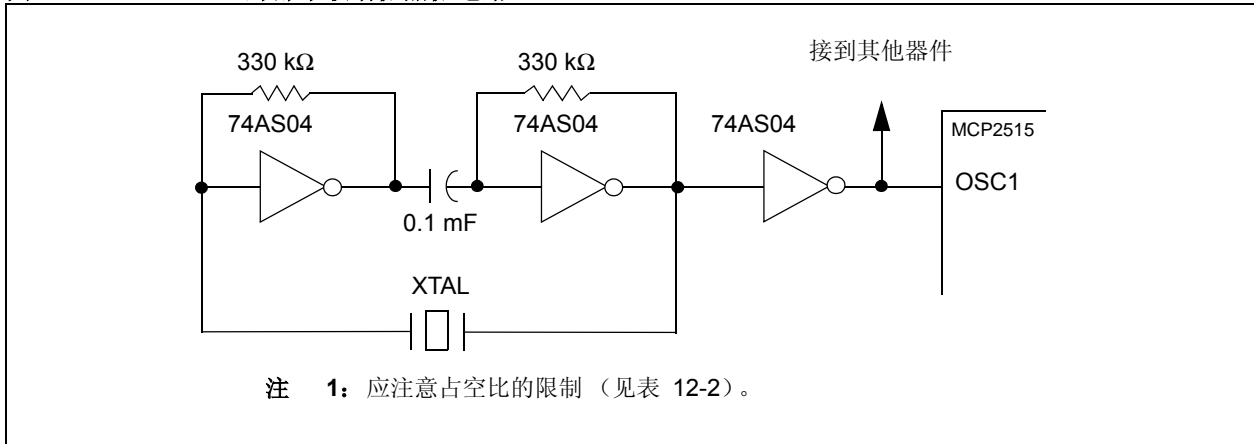 330 kΩ
330 kΩ
接到其他器件
74AS04
74AS04
74AS04
MCP2515
OSC1
0.1 mF
XTAL
注 1: 应注意占空比的限制 (见表 12-2)。